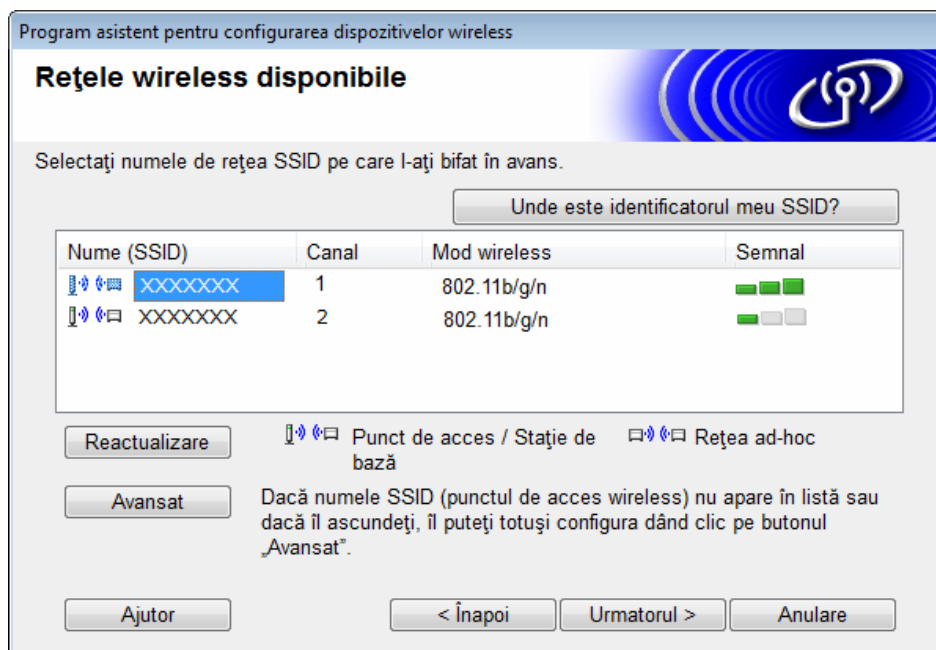 Program asistent pentru configurarea dispozitivelor wireless
Reţele wireless disponibile
Selectaţi numele de reţea SSID pe care l-aţi bifat în avans.
Unde este identificatorul meu SSID?
Nume (SSID) Canal Mod wireless Semnal
XXXXXXX 1 802.11b/g/n
XXXXXXX 2 802.11b/g/n
Reactualizare
Punct de acces / Staţie de
bază
Reţea ad-hoc
Avansat
Dacă numele SSID (punctul de acces wireless) nu apare în listă sau
dacă îl ascundeţi, îl puteţi totuşi configura dând clic pe butonul
„Avansat”.
Ajutor
< Înapoi
Urmatorul >
Anulare